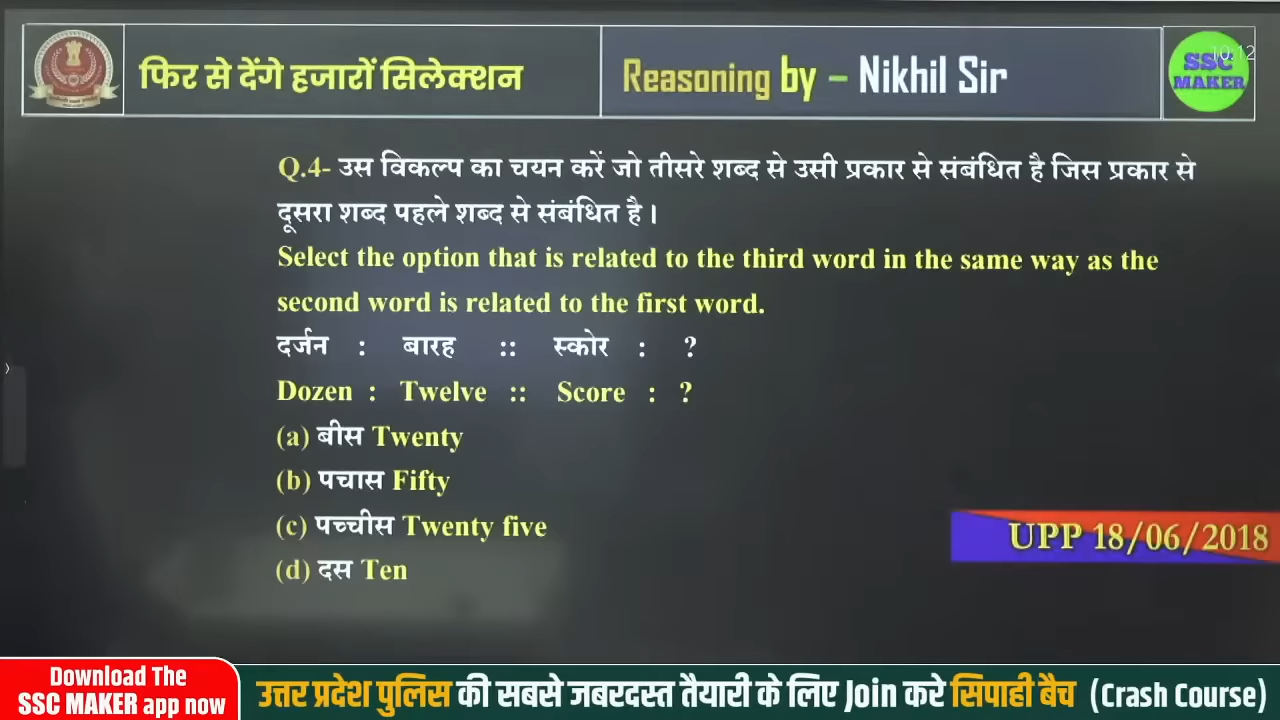 फिर से देंगे हजारों सिलेक्शन
Reasoning by – Nikhil Sir
SSC
MAKER
10:12
Q.4- उस विकल्प का चयन करें जो तीसरे शब्द से उसी प्रकार से संबंधित है जिस प्रकार से
दूसरा शब्द पहले शब्द से संबंधित है।
Select the option that is related to the third word in the same way as the
second word is related to the first word.
दर्जन : बारह :: स्कोर : ?
Dozen : Twelve :: Score : ?
(a) बीस Twenty
(b) पचास Fifty
(c) पच्चीस Twenty five
(d) दस Ten
UPP 18/06/2018
Download The
SSC MAKER app now
उत्तर प्रदेश पुलिस की सबसे जबरदस्त तैयारी के लिए Join करे सिपाही बैच (Crash Course)